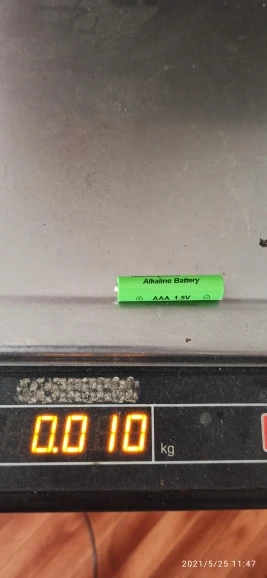 Alkaline Battery
AAA 1.5V
0.010
kg
2021/5/25 11:47